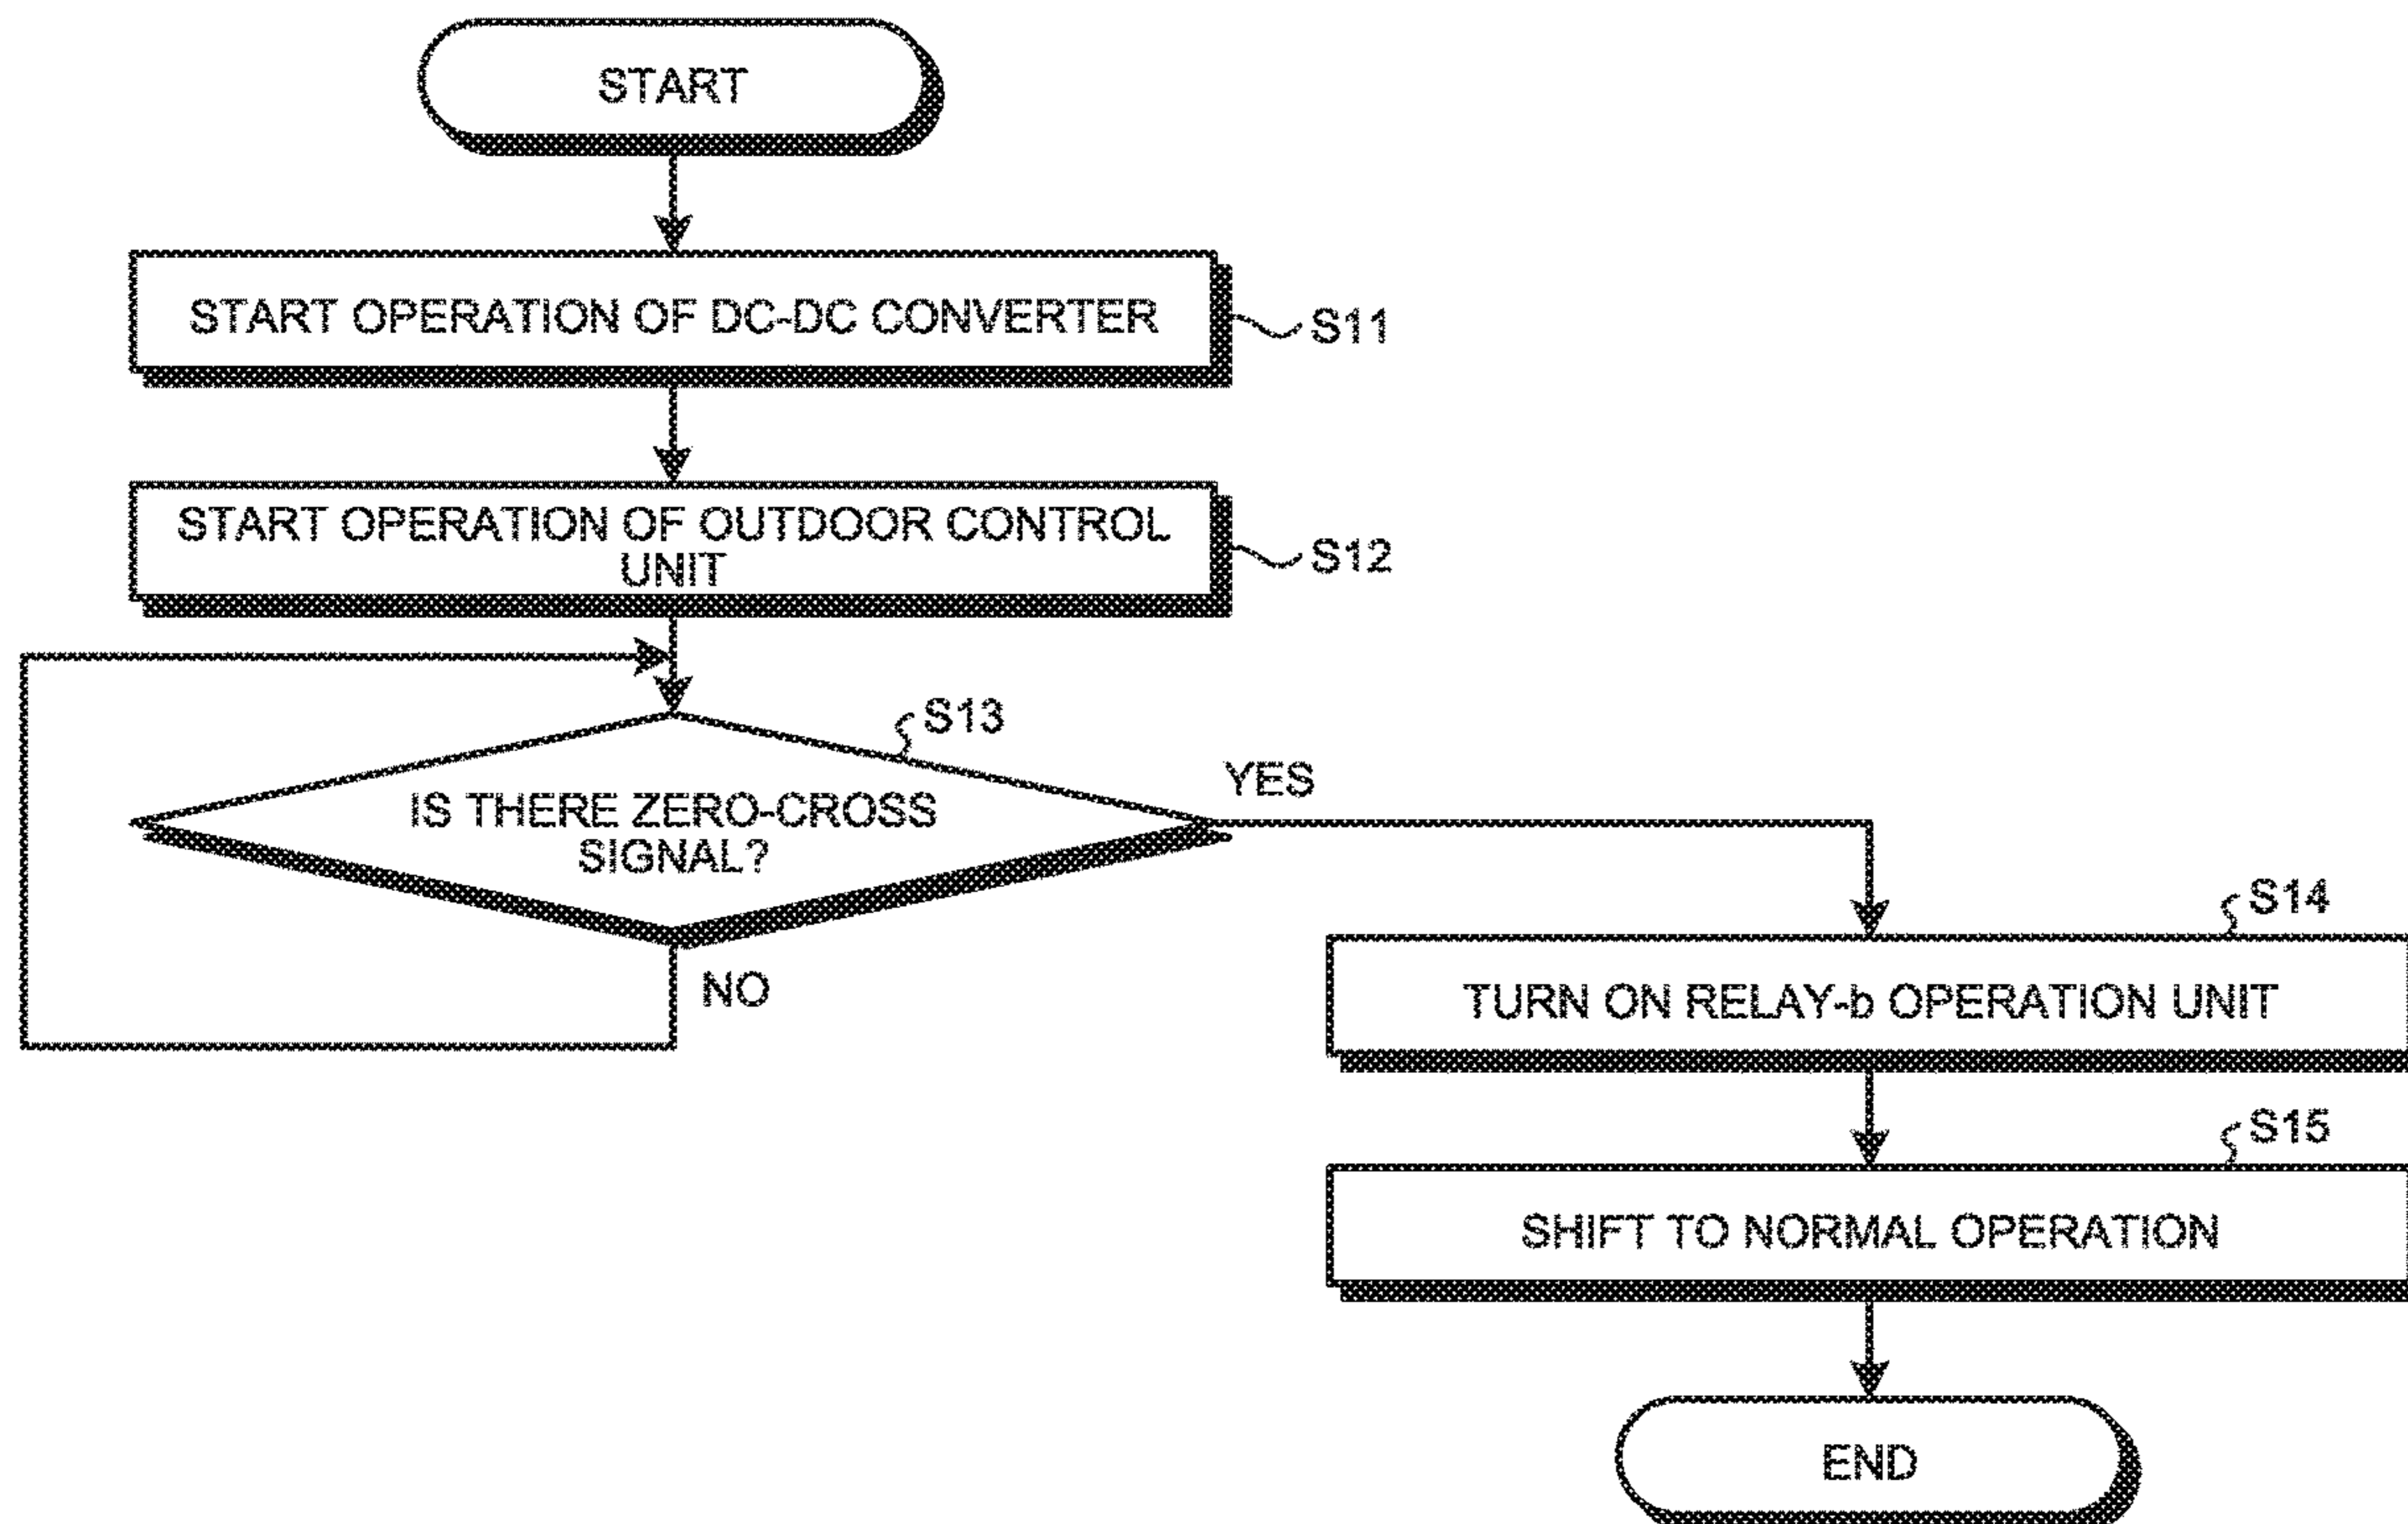 START
START OPERATION OF DC-DC CONVERTER
S11
START OPERATION OF OUTDOOR CONTROL
UNIT
S12
S13
IS THERE ZERO-CROSS
SIGNAL?
YES
NO
S14
TURN ON RELAY-b OPERATION UNIT
S15
SHIFT TO NORMAL OPERATION
END